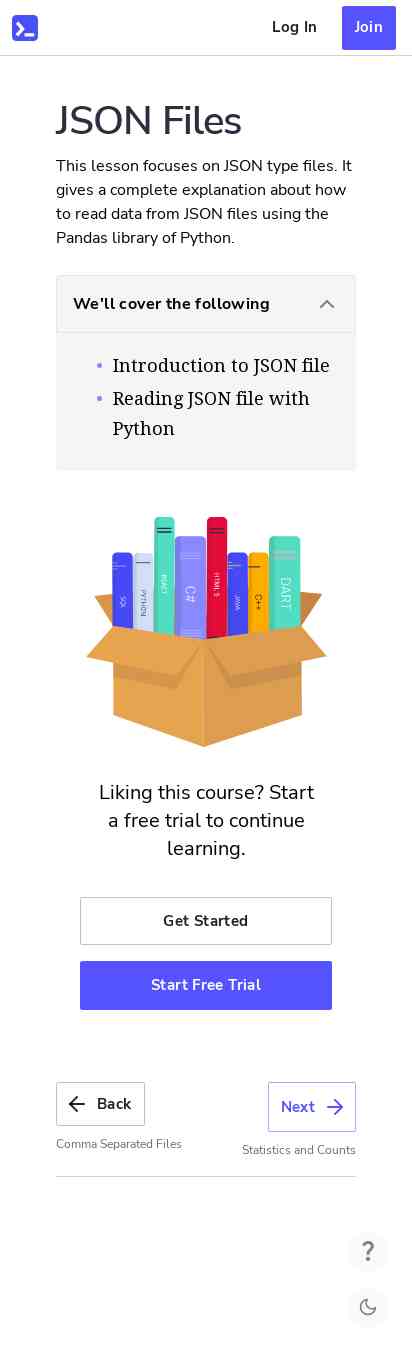 Log In
Join
JSON Files
This lesson focuses on JSON type files. It
gives a complete explanation about how
to read data from JSON files using the
Pandas library of Python.
We'll cover the following
Introduction to JSON file
Reading JSON file with
Python
SQL
PYTHON
REACT
C#
HTML 5
JAVA
C++
DART
Liking this course? Start
a free trial to continue
learning.
Get Started
Start Free Trial
Back
Next
Comma Separated Files
Statistics and Counts
?